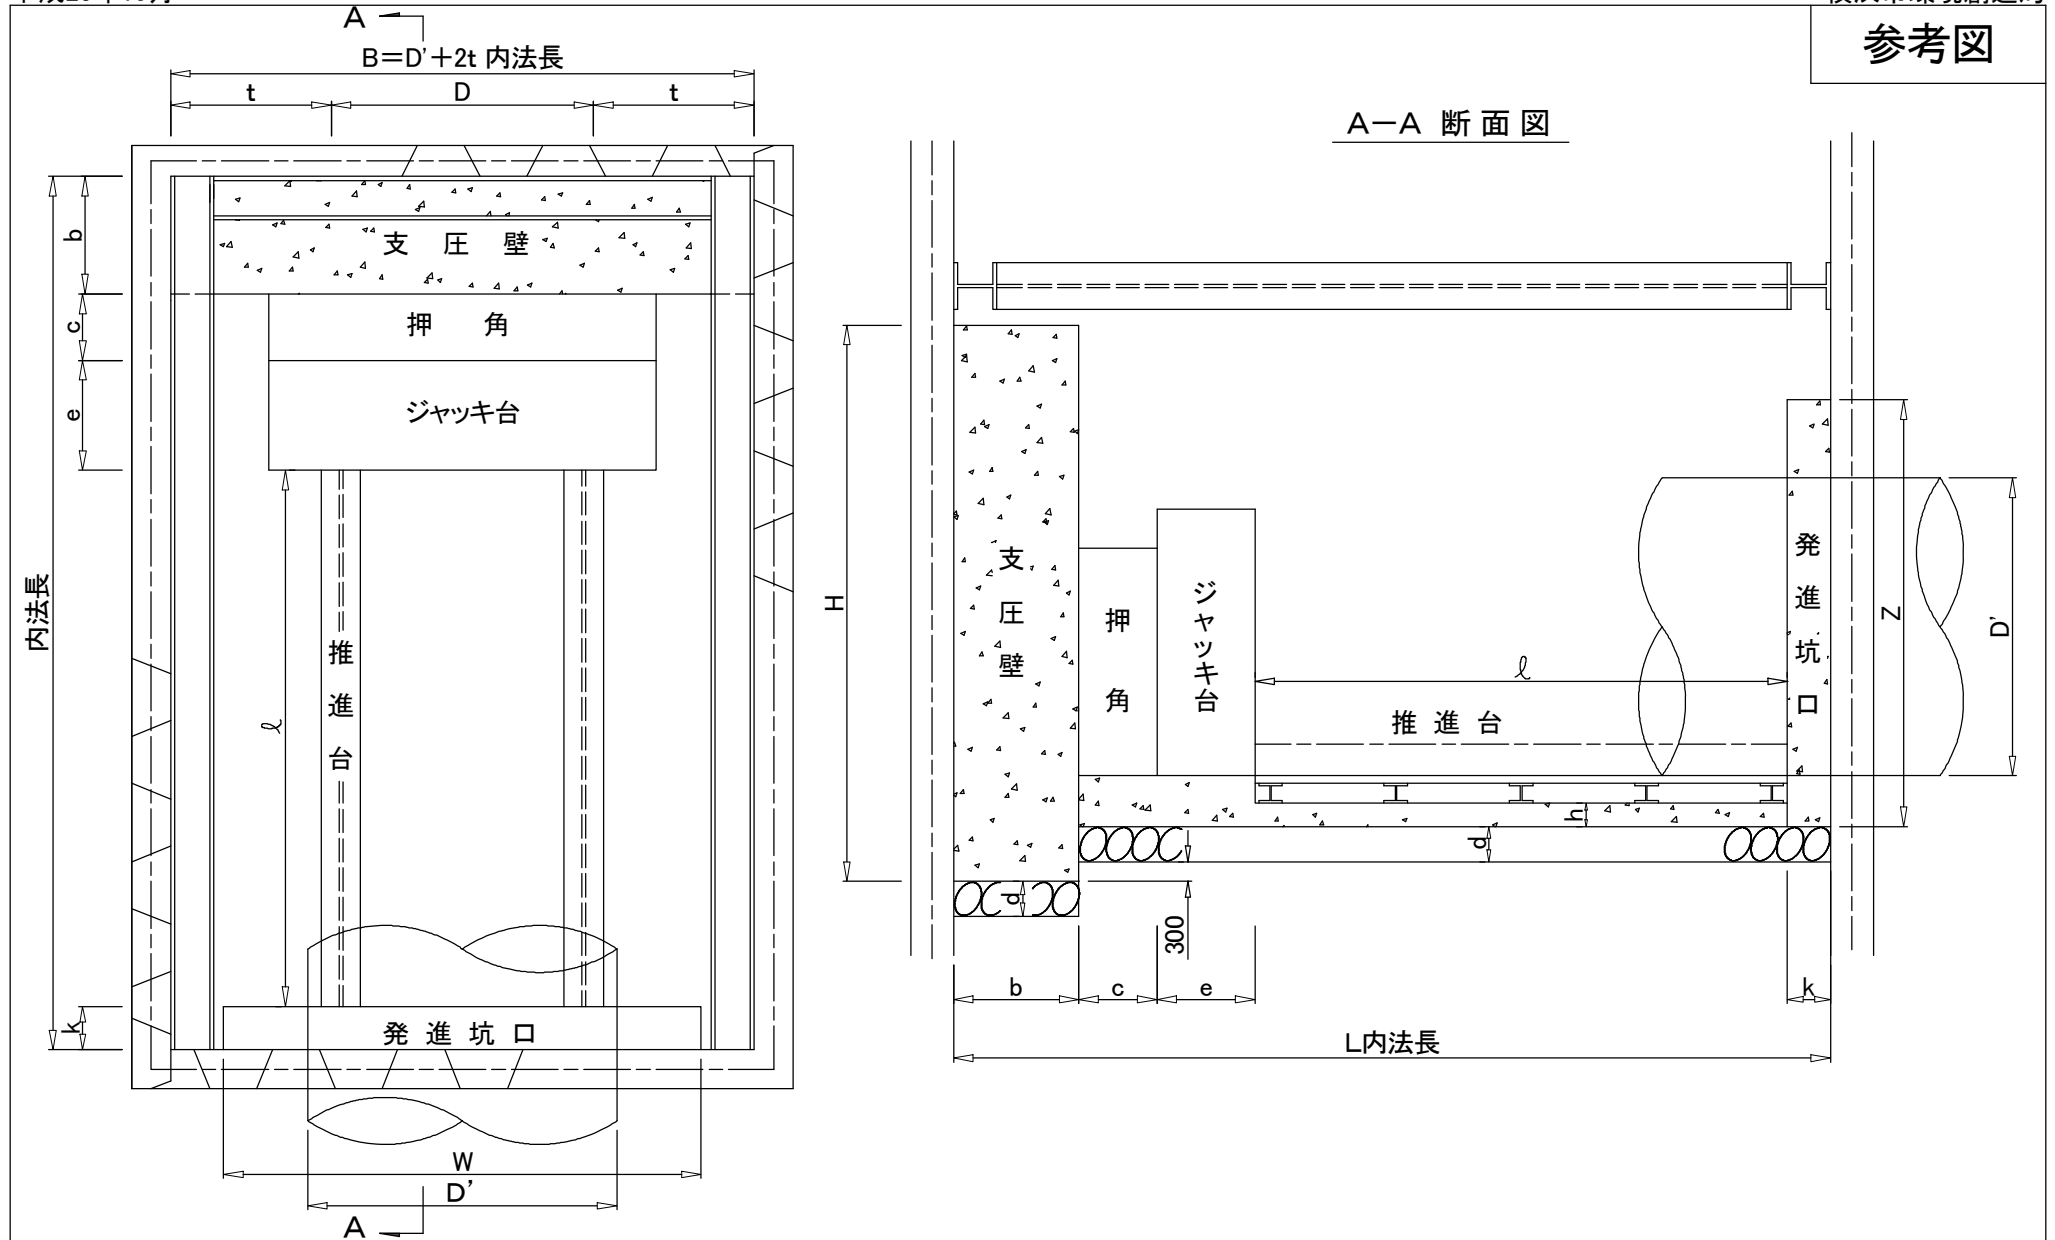 参考図
A
B=D'+2t 内法長
t
D
t
b
c
e
内法長
ℓ
k
支圧壁
押角
ジャッキ台
推進台
発進坑口
W
D'
A
A-A 断面図
H
支圧壁
押角
ジャッキ台
ℓ
推進台
発進坑口
Z
D'
h
d
d
300
b
c
e
k
L内法長